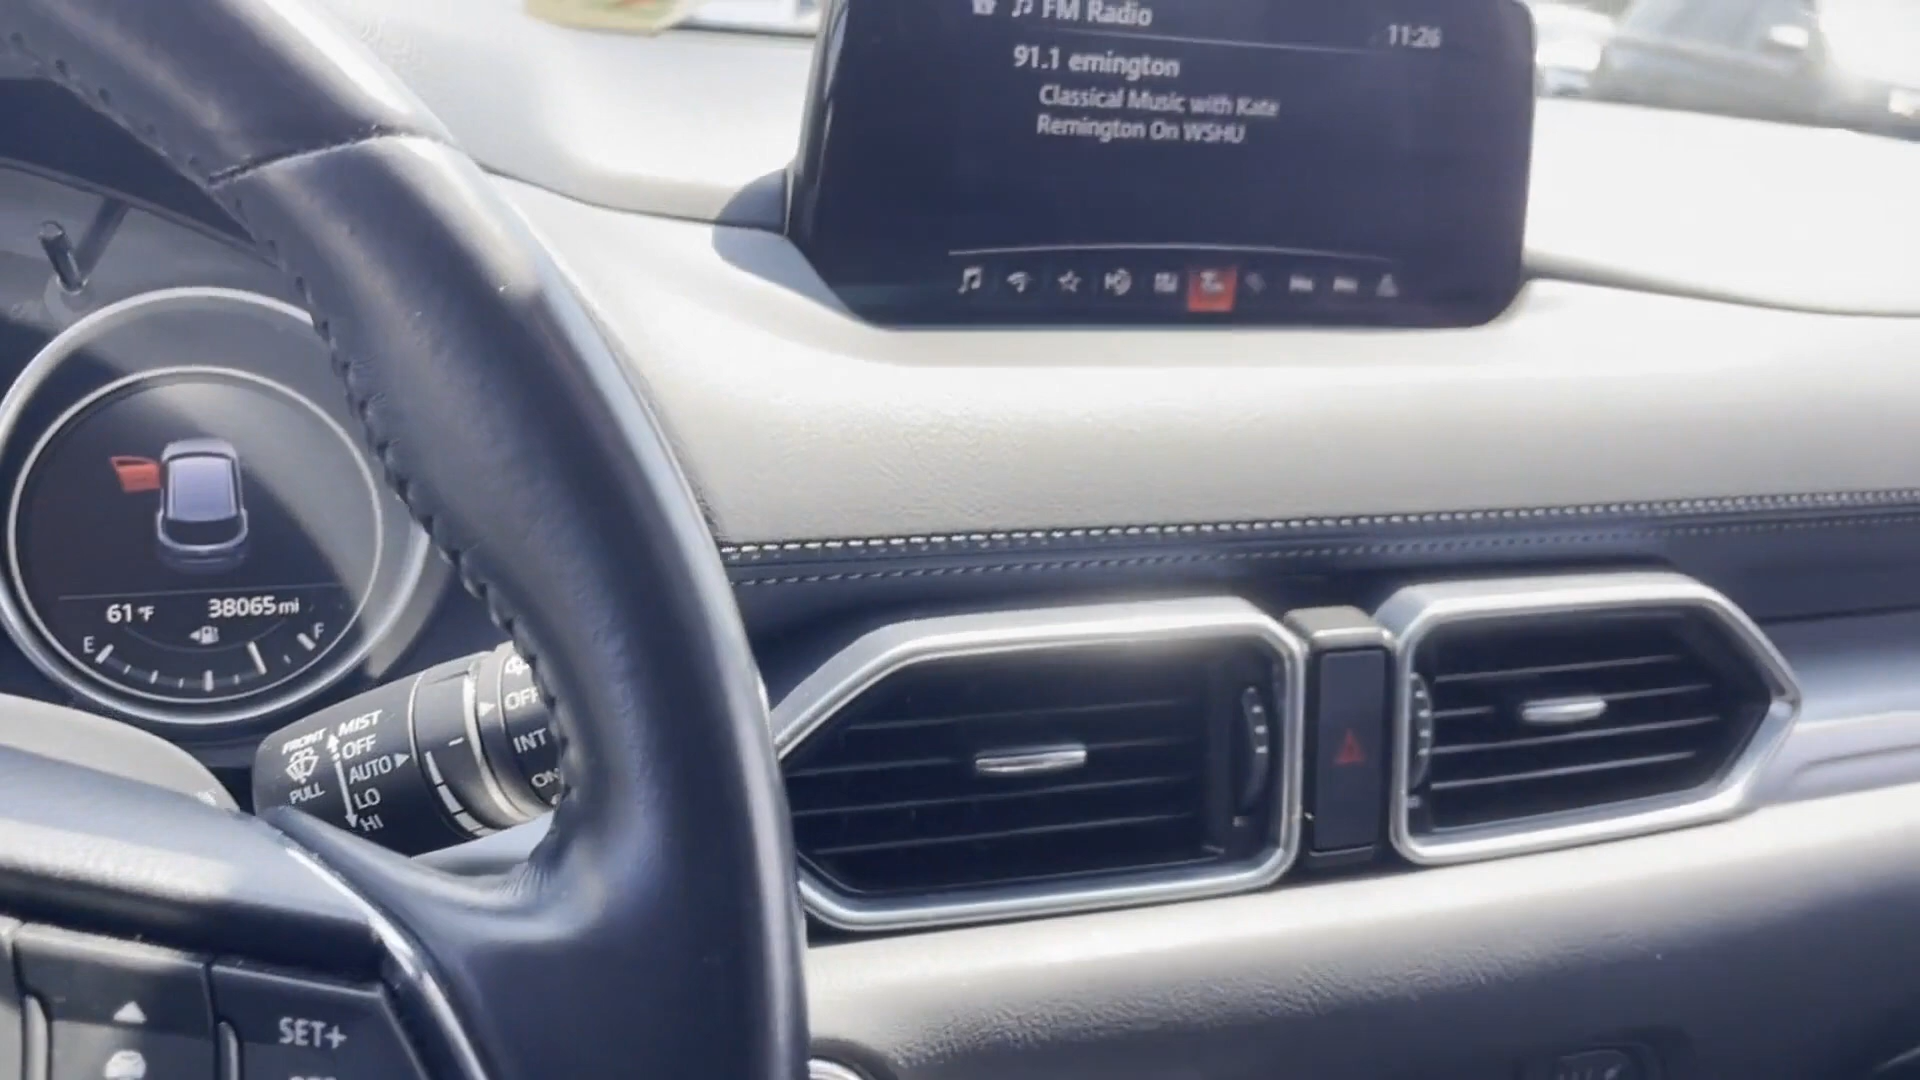 FM Radio
11:26
91.1 emington
Classical Music with Kate
Remington On WSHU
61°F
38065 mi
E
F
FRONT
MIST
OFF
AUTO
LO
HI
PULL
OFF
INT
ON
SET+